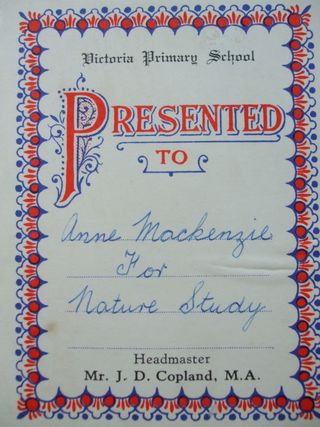 Victoria Primary School
PRESENTED
TO
Anne Mackenzie
For
Nature Study
Headmaster
Mr. J. D. Copland, M.A.